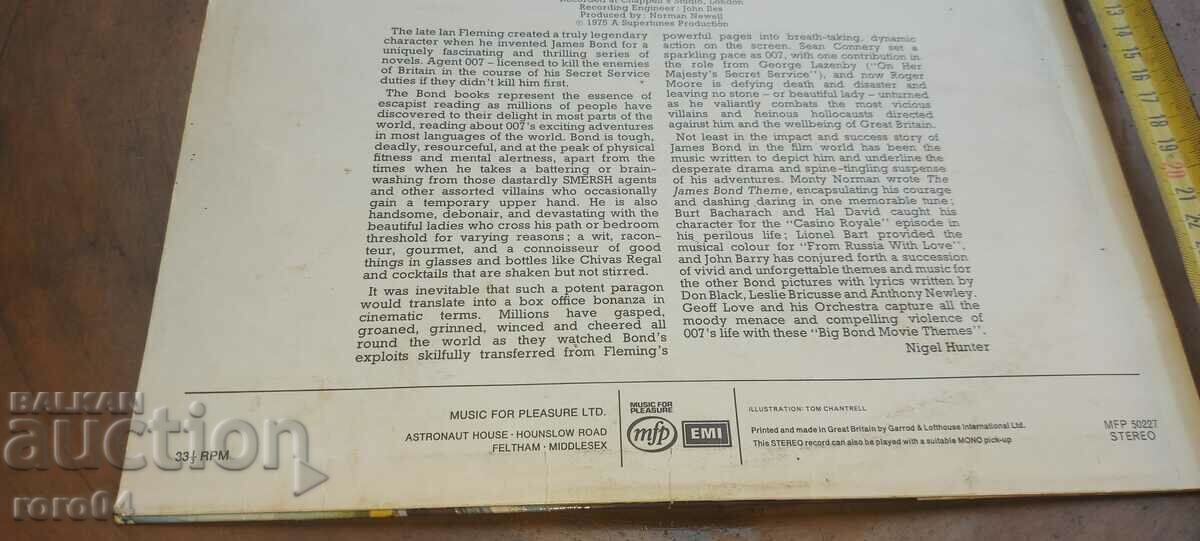 Recorded at Chappell's Studio, London
Recording Engineer: John Iles
Produced by: Norman Newell
℗ 1975 A Supertunes Production
The late Ian Fleming created a truly legendary
character when he invented James Bond for a
uniquely fascinating and thrilling series of
novels. Agent 007 – licensed to kill the enemies
of Britain in the course of his Secret Service
duties if they didn't kill him first.
The Bond books represent the essence of
escapist reading as millions of people have
discovered to their delight in most parts of the
world, reading about 007's exciting adventures
in most languages of the world. Bond is tough,
deadly, resourceful, and at the peak of physical
fitness and mental alertness, apart from the
times when he takes a battering or brain-
washing from those dastardly SMERSH agents
and other assorted villains who occasionally
gain a temporary upper hand. He is also
handsome, debonair, and devastating with the
beautiful ladies who cross his path or bedroom
threshold for varying reasons; a wit, racon-
teur, gourmet, and a connoisseur of good
things in glasses and bottles like Chivas Regal
and cocktails that are shaken but not stirred.
It was inevitable that such a potent paragon
would translate into a box office bonanza in
cinematic terms. Millions have gasped,
groaned, grinned, winced and cheered all
round the world as they watched Bond's
exploits skilfully transferred from Fleming's
powerful pages into breath-taking, dynamic
action on the screen. Sean Connery set a
sparkling pace as 007, with one contribution in
the role from George Lazenby ("On Her
Majesty's Secret Service"), and now Roger
Moore is defying death and disaster and
leaving no stone – or beautiful lady – unturned
as he valiantly combats the most vicious
villains and heinous hollocausts directed
against him and the wellbeing of Great Britain.
Not least in the impact and success story of
James Bond in the film world has been the
music written to depict him and underline the
desperate drama and spine-tingling suspense
of his adventures. Monty Norman wrote The
James Bond Theme, encapsulating his courage
and dashing daring in one memorable tune;
Burt Bacharach and Hal David caught his
character for the "Casino Royale" episode in
his perilous life; Lionel Bart provided the
musical colour for "From Russia With Love",
and John Barry has conjured forth a succession
of vivid and unforgettable themes and music for
the other Bond pictures with lyrics written by
Don Black, Leslie Bricusse and Anthony Newley.
Geoff Love and his Orchestra capture all the
moody menace and compelling violence of
007's life with these "Big Bond Movie Themes".
Nigel Hunter
33⅓ RPM
MUSIC FOR PLEASURE LTD.
ASTRONAUT HOUSE · HOUNSLOW ROAD
FELTHAM · MIDDLESEX
MUSIC FOR
PLEASURE
mfp
EMI
ILLUSTRATION: TOM CHANTRELL
Printed and made in Great Britain by Garrod & Lofthouse International Ltd.
This STEREO record can also be played with a suitable MONO pick-up
MFP 50227
STEREO
13 14 15 16 17 18 19 20 21 22
BALKAN
auction
roro04